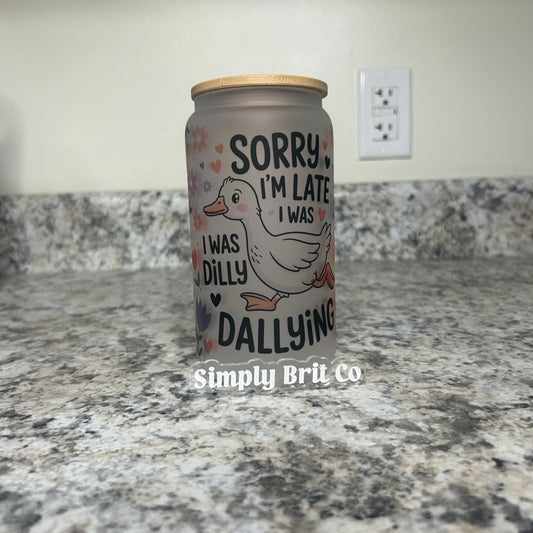 SORRY
I'M LATE
I WAS
I WAS
DiLLY
DALLYiNG
Simply Brit Co